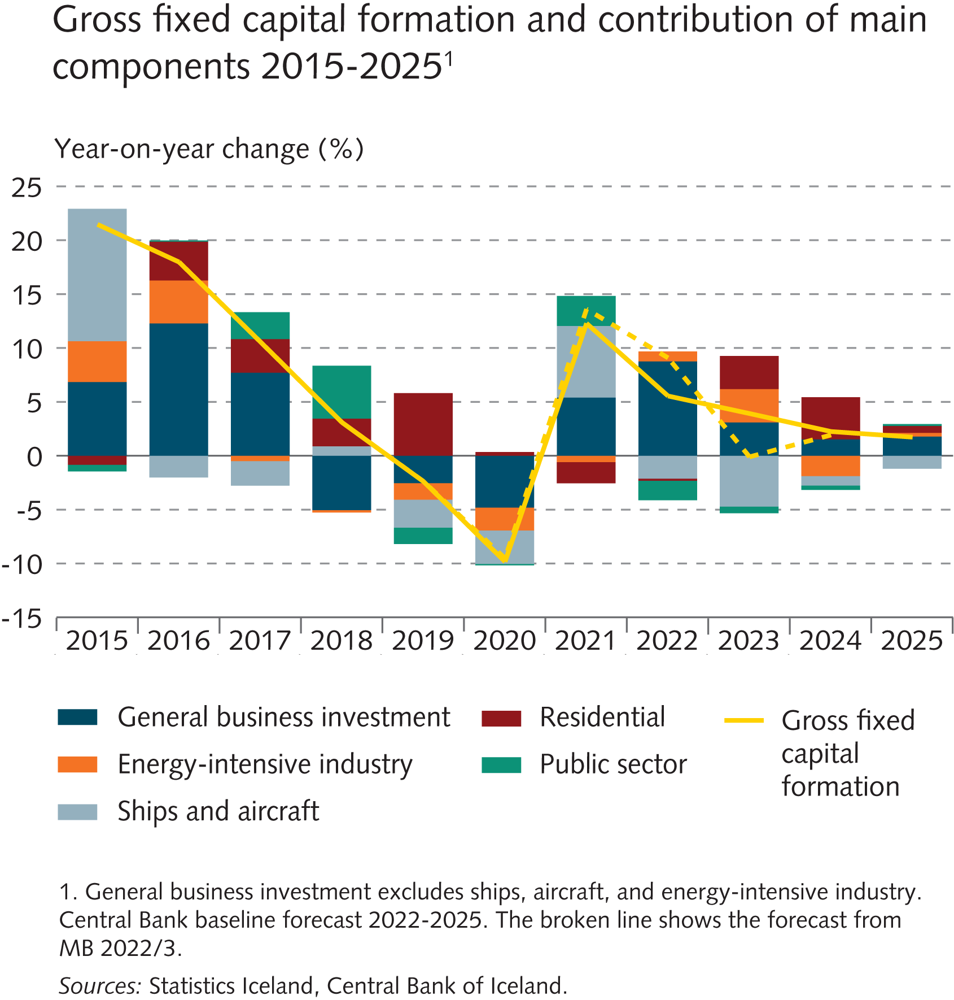 Gross fixed capital formation and contribution of main
components 2015-2025¹
Year-on-year change (%)
25
20
15
10
5
0
-5
-10
-15
2015 2016 2017 2018 2019 2020 2021 2022 2023 2024 2025
General business investment
Energy-intensive industry
Ships and aircraft
Residential
Public sector
Gross fixed
capital
formation
1. General business investment excludes ships, aircraft, and energy-intensive industry.
Central Bank baseline forecast 2022-2025. The broken line shows the forecast from
MB 2022/3.
Sources: Statistics Iceland, Central Bank of Iceland.